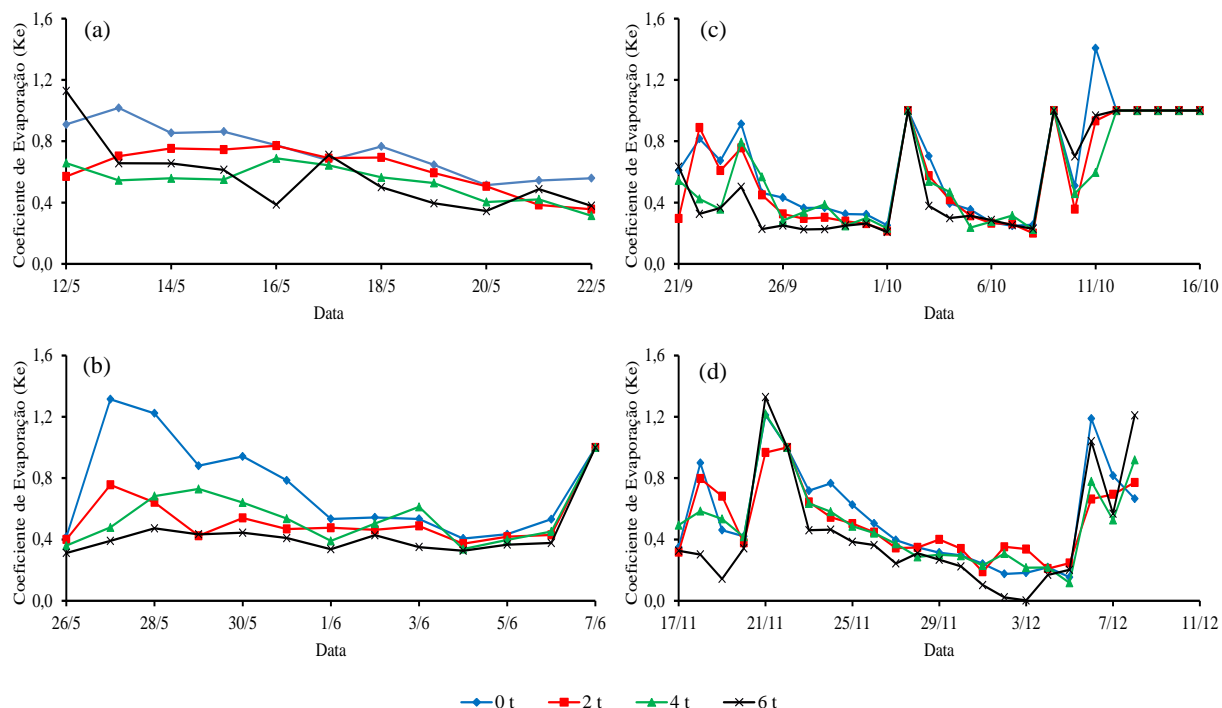 (a)
Coeficiente de Evaporação (Ke)
1,6
1,2
0,8
0,4
0,0
12/5 14/5 16/5 18/5 20/5 22/5
Data
(c)
Coeficiente de Evaporação (Ke)
1,6
1,2
0,8
0,4
0,0
21/9 26/9 1/10 6/10 11/10 16/10
Data
(b)
Coeficiente de Evaporação (Ke)
1,6
1,2
0,8
0,4
0,0
26/5 28/5 30/5 1/6 3/6 5/6 7/6
Data
(d)
Coeficiente de Evaporação (Ke)
1,6
1,2
0,8
0,4
0,0
17/11 21/11 25/11 29/11 3/12 7/12 11/12
Data
0 t 2 t 4 t 6 t